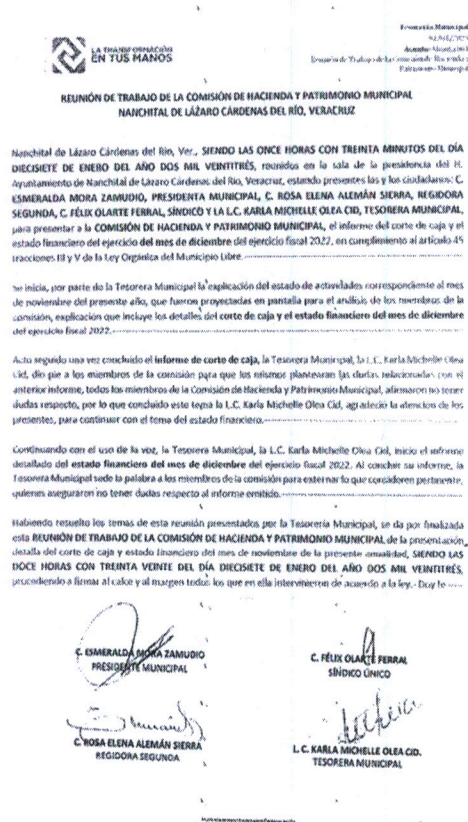 LA TRANSFORMACIÓN
EN TUS MANOS
Tesorería Municipal
Asunto:
REUNIÓN DE TRABAJO DE LA COMISIÓN DE HACIENDA Y PATRIMONIO MUNICIPAL
NANCHITAL DE LÁZARO CÁRDENAS DEL RÍO, VERACRUZ
Nanchital de Lázaro Cárdenas del Río, Ver., SIENDO LAS ONCE HORAS CON TREINTA MINUTOS DEL DÍA
DIECISIETE DE ENERO DEL AÑO DOS MIL VEINTITRÉS, reunidos en la sala de la presidencia del H.
Ayuntamiento de Nanchital de Lázaro Cárdenas del Río, Veracruz, estando presentes las y los ciudadanos: C.
ESMERALDA MORA ZAMUDIO, PRESIDENTA MUNICIPAL, C. ROSA ELENA ALEMÁN SIERRA, REGIDORA
SEGUNDA, C. FÉLIX OLARTE FERRAL, SÍNDICO Y LA L.C. KARLA MICHELLE OLEA CID, TESORERA MUNICIPAL,
para presentar a la COMISIÓN DE HACIENDA Y PATRIMONIO MUNICIPAL, el informe del corte de caja y el
estado financiero del ejercicio del mes de diciembre del ejercicio fiscal 2022, en cumplimiento al artículo 45
fracciones III y V de la Ley Orgánica del Municipio Libre.
Se inicia, por parte de la Tesorera Municipal la explicación del estado de actividades correspondiente al mes
de noviembre del presente año, que fueron proyectadas en pantalla para el análisis de los miembros de la
comisión, explicación que incluye los detalles del corte de caja y el estado financiero del mes de diciembre
del ejercicio fiscal 2022.
Acto seguido una vez concluido el informe de corte de caja, la Tesorera Municipal, la L.C. Karla Michelle Olea
Cid, dio pie a los miembros de la comisión para que los mismos plantearan las dudas relacionadas con el
anterior informe, todos los miembros de la Comisión de Hacienda y Patrimonio Municipal, afirmaron no tener
dudas respecto, por lo que concluido este tema la L.C. Karla Michelle Olea Cid, agradeció la atención de los
presentes, para continuar con el tema del estado financiero.
Continuando con el uso de la voz, la Tesorera Municipal, la L.C. Karla Michelle Olea Cid, inicio el informe
detallado del estado financiero del mes de diciembre del ejercicio fiscal 2022. Al concluir su informe, la
Tesorera Municipal sede la palabra a los miembros de la comisión para externar lo que consideren pertinente,
quienes aseguraron no tener dudas respecto al informe emitido.
Habiendo resuelto los temas de esta reunión presentados por la Tesorería Municipal, se da por finalizada
esta REUNIÓN DE TRABAJO DE LA COMISIÓN DE HACIENDA Y PATRIMONIO MUNICIPAL de la presentación
detalla del corte de caja y estado financiero del mes de noviembre de la presente anualidad, SIENDO LAS
DOCE HORAS CON TREINTA VEINTE DEL DÍA DIECISIETE DE ENERO DEL AÑO DOS MIL VEINTITRÉS,
procediendo a firmar al calce y al margen todos los que en ella intervinieron de acuerdo a la ley.- Doy fe
C. ESMERALDA MORA ZAMUDIO
PRESIDENTE MUNICIPAL
C. FÉLIX OLARTE FERRAL
SÍNDICO ÚNICO
C. ROSA ELENA ALEMÁN SIERRA
REGIDORA SEGUNDA
L.C. KARLA MICHELLE OLEA CID.
TESORERA MUNICIPAL